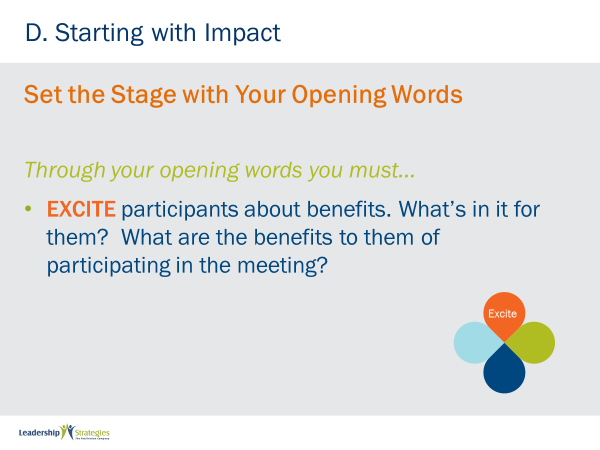 D. Starting with Impact
Set the Stage with Your Opening Words
Through your opening words you must...
• EXCITE participants about benefits. What's in it for
them? What are the benefits to them of
participating in the meeting?
Excite
Leadership Strategies
The Facilitation Company